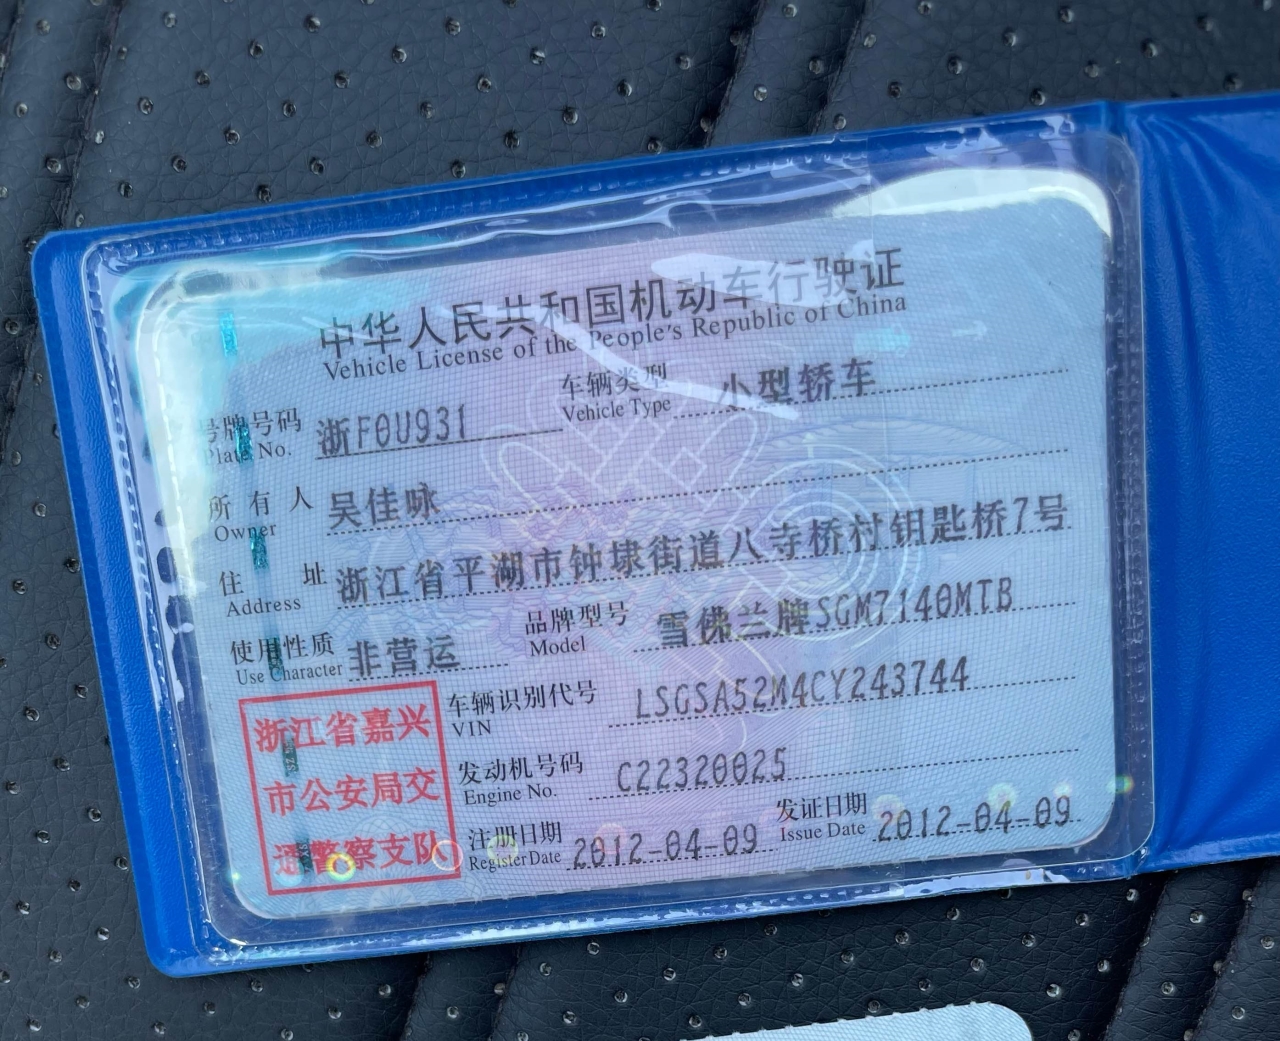 中华人民共和国机动车行驶证
Vehicle License of the People's Republic of China
号牌号码 浙F0U931 车辆类型 小型轿车
Plate No. Vehicle Type
所有人 吴佳咏
Owner
住址 浙江省平湖市钟埭街道八寺桥村钥匙桥7号
Address
使用性质 非营运 品牌型号 雪佛兰牌SGM7140MTB
Use Character Model
浙江省嘉兴
市公安局交
通警察支队
车辆识别代号 LSGSA52M4CY243744
VIN
发动机号码 C22320025
Engine No.
注册日期 2012-04-09 发证日期 2012-04-09
Register Date Issue Date